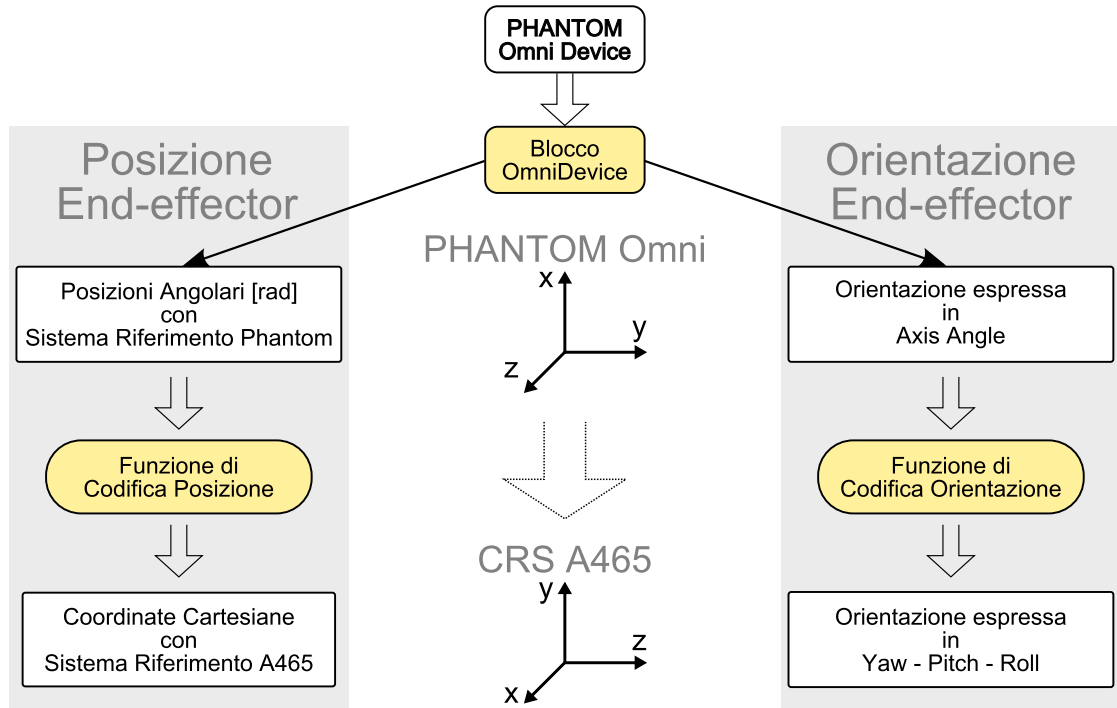 PHANTOM
Omni Device
Blocco
OmniDevice
Posizione
End-effector
Posizioni Angolari [rad]
con
Sistema Riferimento Phantom
Funzione di
Codifica Posizione
Coordinate Cartesiane
con
Sistema Riferimento A465
PHANTOM Omni
x
y
z
CRS A465
y
z
x
Orientazione
End-effector
Orientazione espressa
in
Axis Angle
Funzione di
Codifica Orientazione
Orientazione espressa
in
Yaw - Pitch - Roll